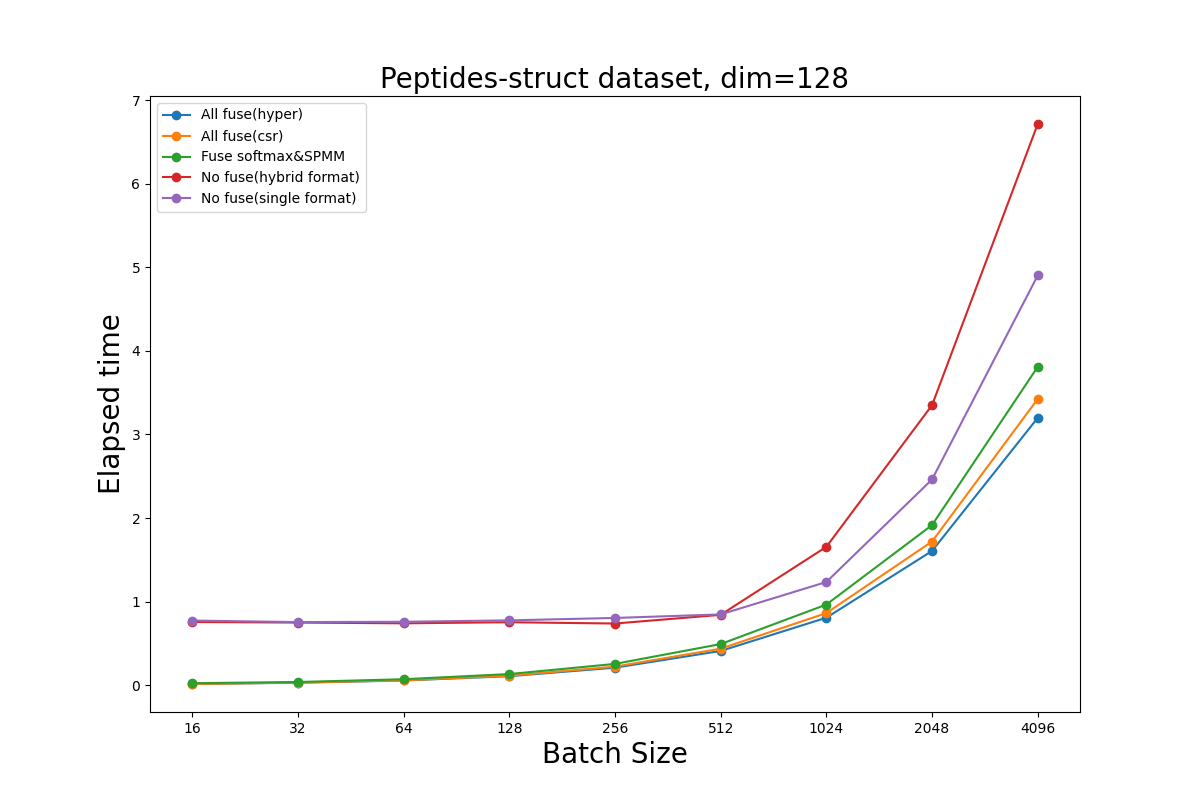 Peptides-struct dataset, dim=128
All fuse(hyper)
All fuse(csr)
Fuse softmax&SPMM
No fuse(hybrid format)
No fuse(single format)
Elapsed time
7
6
5
4
3
2
1
0
16 32 64 128 256 512 1024 2048 4096
Batch Size